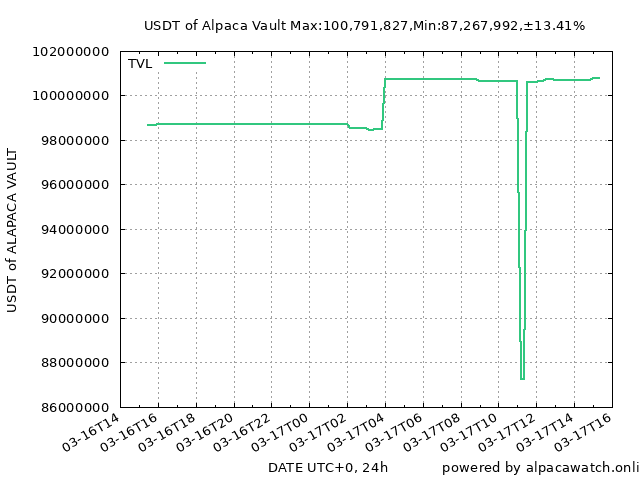 USDT of Alpaca Vault Max:100,791,827,Min:87,267,992,±13.41%
TVL
102000000
100000000
98000000
96000000
94000000
92000000
90000000
88000000
86000000
USDT of ALAPACA VAULT
03-16T14
03-16T16
03-16T18
03-16T20
03-16T22
03-17T00
03-17T02
03-17T04
03-17T06
03-17T08
03-17T10
03-17T12
03-17T14
03-17T16
DATE UTC+0, 24h
powered by alpacawatch.onli